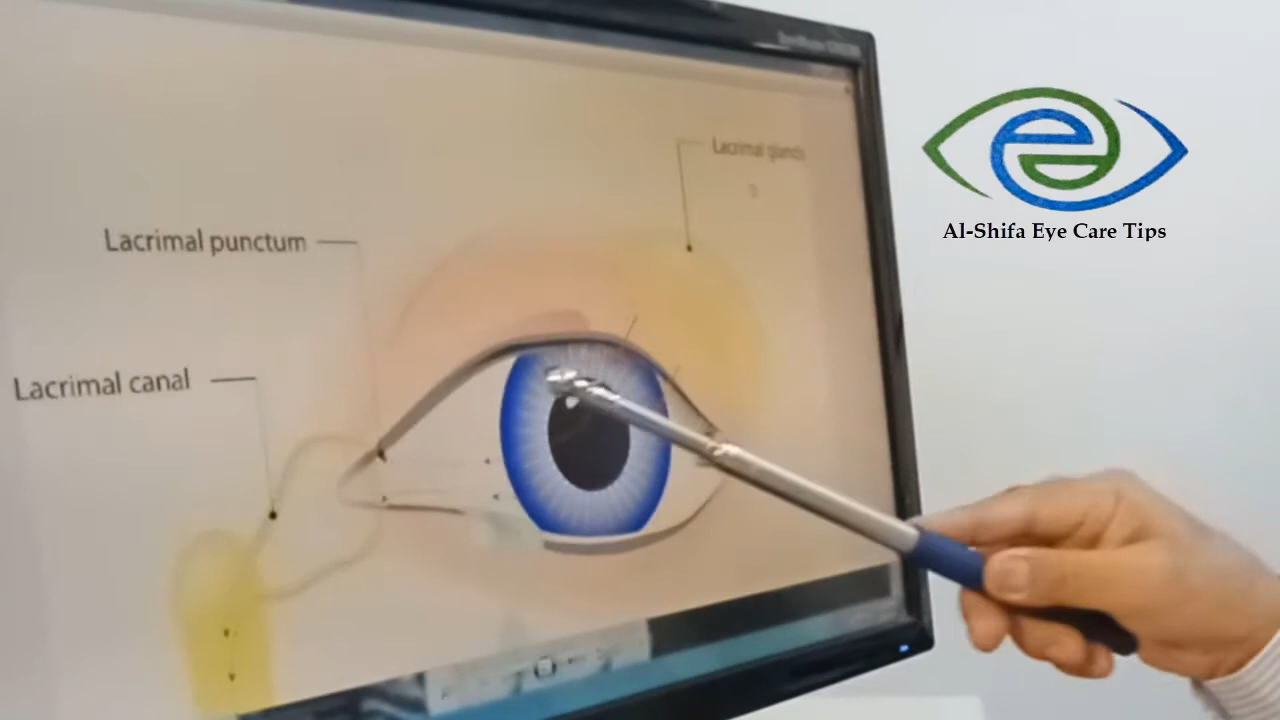 Lacrimal glands
Lacrimal punctum
Lacrimal canal
Al-Shifa Eye Care Tips